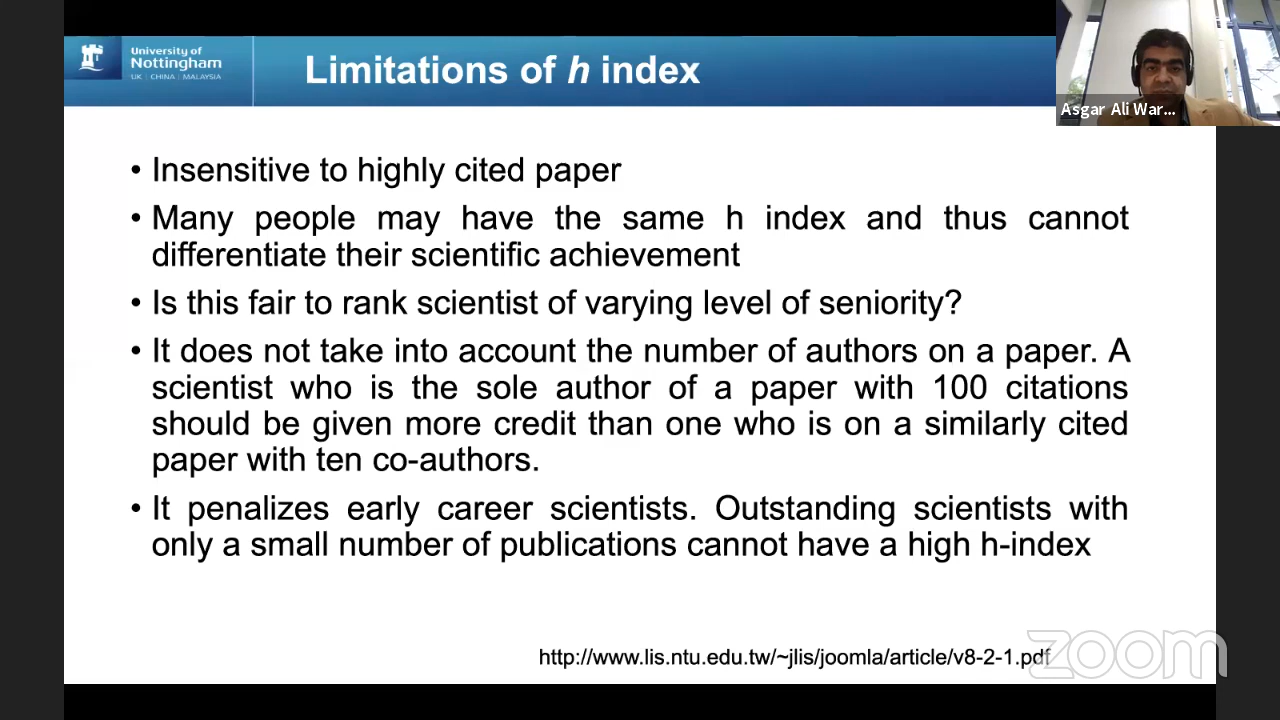 University of
Nottingham
UK | CHINA | MALAYSIA
Limitations of h index
Asgar Ali War...
• Insensitive to highly cited paper
• Many people may have the same h index and thus cannot
differentiate their scientific achievement
• Is this fair to rank scientist of varying level of seniority?
• It does not take into account the number of authors on a paper. A
scientist who is the sole author of a paper with 100 citations
should be given more credit than one who is on a similarly cited
paper with ten co-authors.
• It penalizes early career scientists. Outstanding scientists with
only a small number of publications cannot have a high h-index
http://www.lis.ntu.edu.tw/~jlis/joomla/article/v8-2-1.pdf
zoom